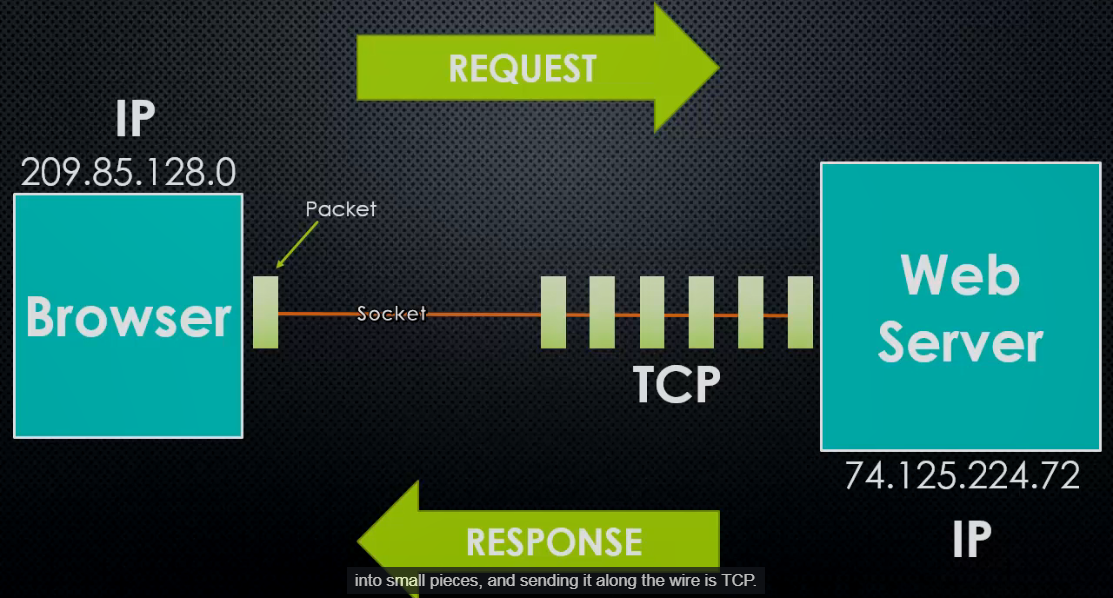 REQUEST
IP
209.85.128.0
Packet
Browser
Socket
TCP
Web
Server
74.125.224.72
IP
RESPONSE
into small pieces, and sending it along the wire is TCP.